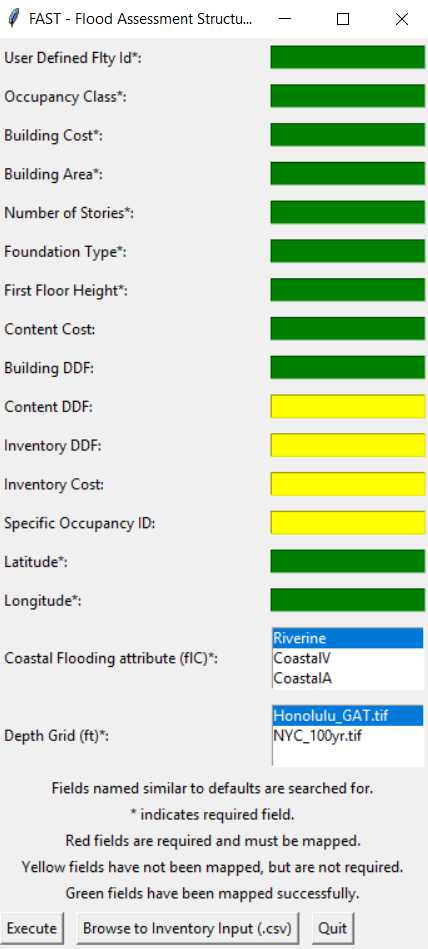 FAST - Flood Assessment Structu...
User Defined Flty Id*:
Occupancy Class*:
Building Cost*:
Building Area*:
Number of Stories*:
Foundation Type*:
First Floor Height*:
Content Cost:
Building DDF:
Content DDF:
Inventory DDF:
Inventory Cost:
Specific Occupancy ID:
Latitude*:
Longitude*:
Coastal Flooding attribute (flC)*:
Riverine
CoastalV
CoastalA
Depth Grid (ft)*:
Honolulu_GAT.tif
NYC_100yr.tif
Fields named similar to defaults are searched for.
* indicates required field.
Red fields are required and must be mapped.
Yellow fields have not been mapped, but are not required.
Green fields have been mapped successfully.
Execute Browse to Inventory Input (.csv) Quit